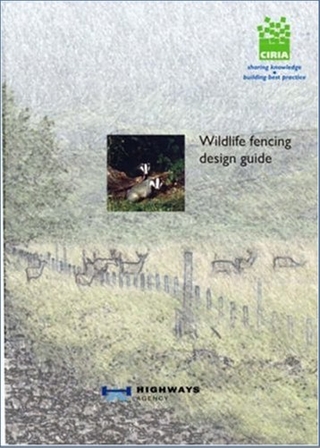 CIRIA
sharing knowledge
building best practice
Wildlife fencing
design guide
HIGHWAYS
AGENCY